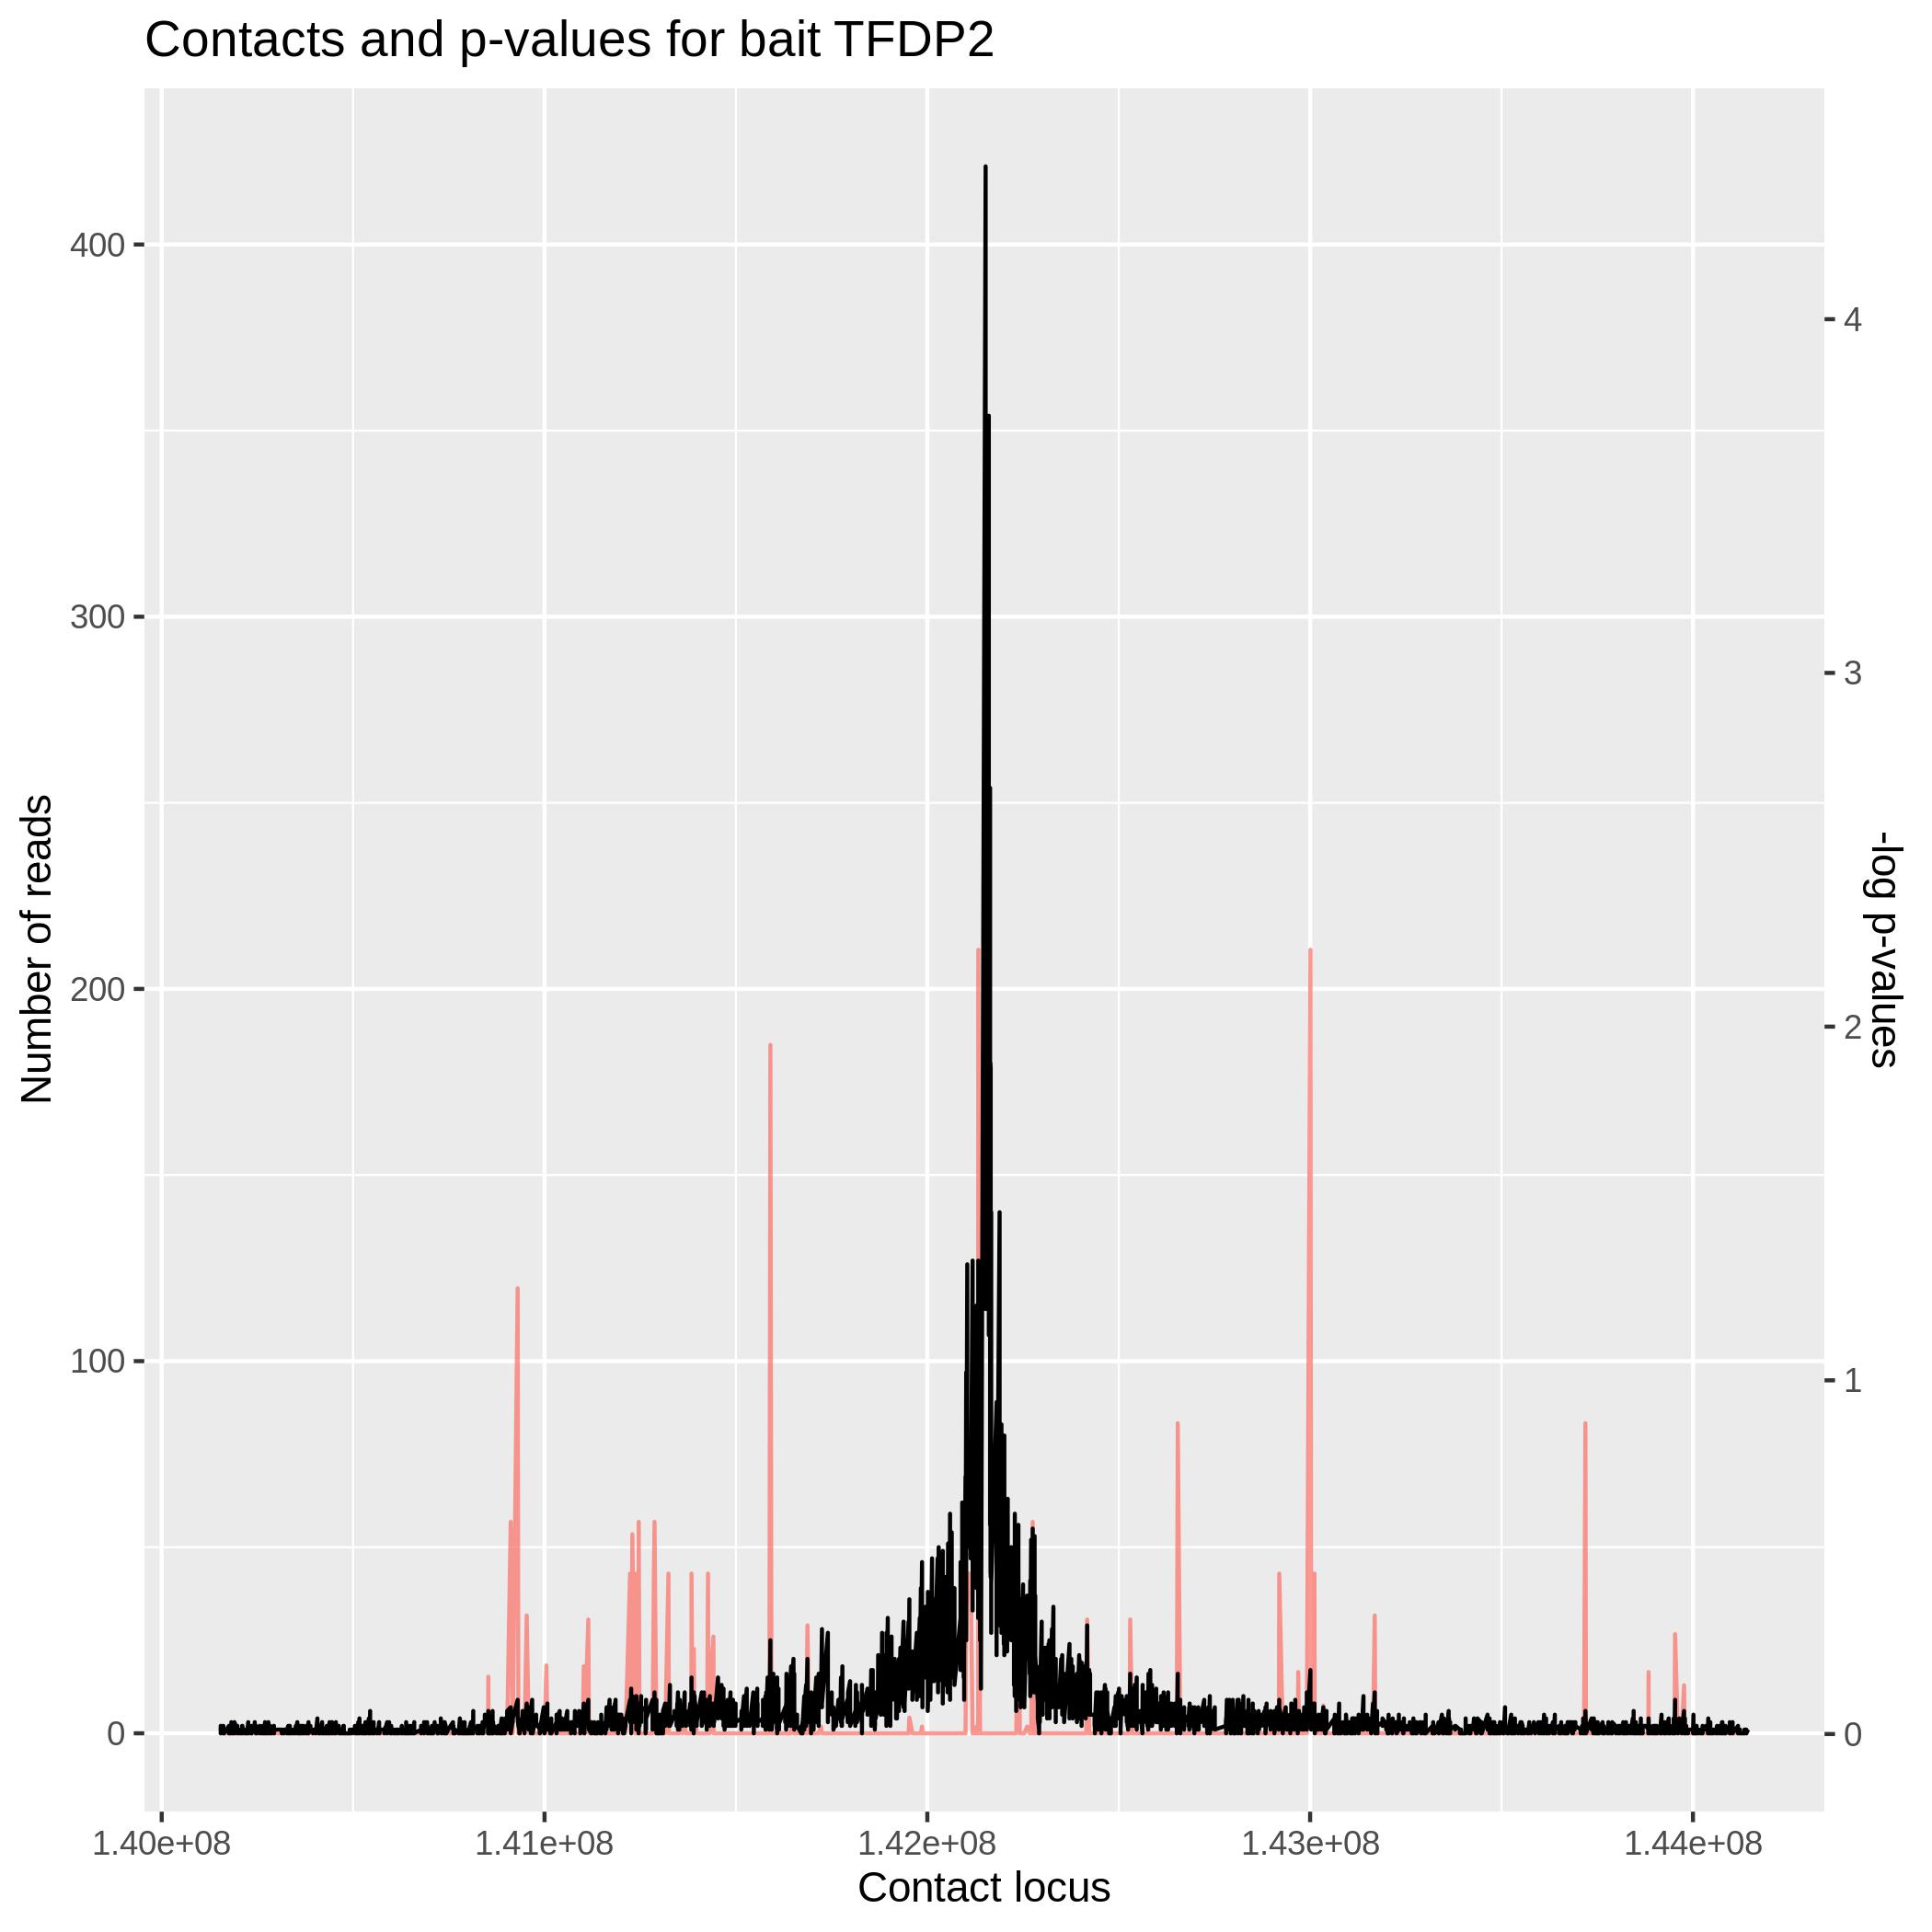 Contacts and p-values for bait TFDP2
400
300
200
100
0
Number of reads
4
3
2
1
0
-log p-values
1.40e+08
1.41e+08
1.42e+08
1.43e+08
1.44e+08
Contact locus